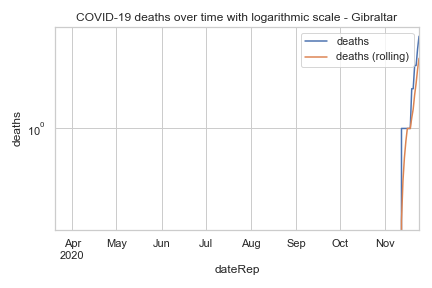 COVID-19 deaths over time with logarithmic scale - Gibraltar
deaths
deaths (rolling)
deaths
10⁰
Apr May Jun Jul Aug Sep Oct Nov
2020
dateRep